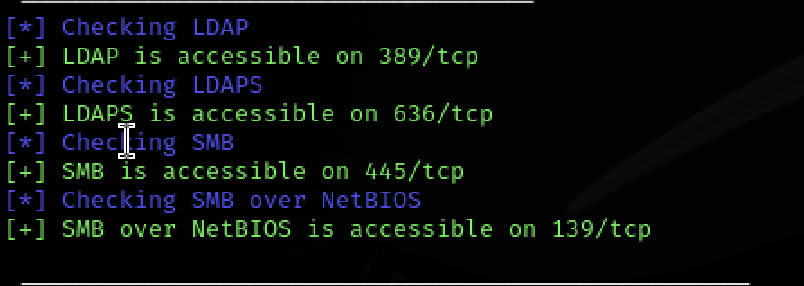 [*] Checking LDAP
[+] LDAP is accessible on 389/tcp
[*] Checking LDAPS
[+] LDAPS is accessible on 636/tcp
[*] Checking SMB
[+] SMB is accessible on 445/tcp
[*] Checking SMB over NetBIOS
[+] SMB over NetBIOS is accessible on 139/tcp